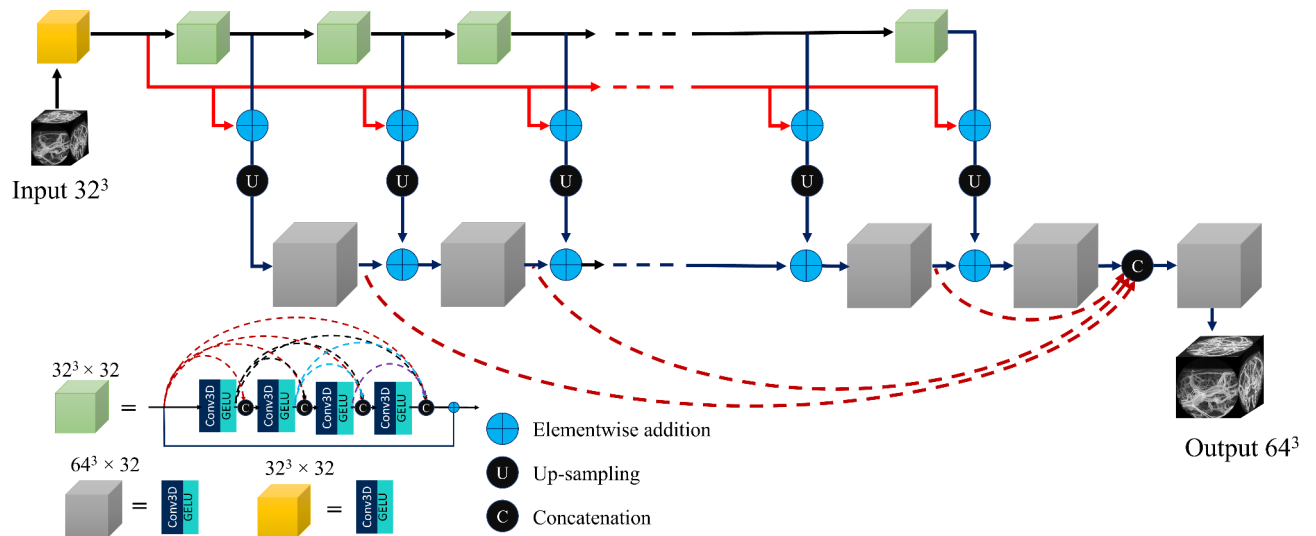 Input 32³
U
U
U
U
U
C
Output 64³
32³ × 32
=
Conv3D
GELU
C
Conv3D
GELU
C
Conv3D
GELU
C
Conv3D
GELU
C
64³ × 32
=
Conv3D
GELU
32³ × 32
=
Conv3D
GELU
Elementwise addition
U Up-sampling
C Concatenation